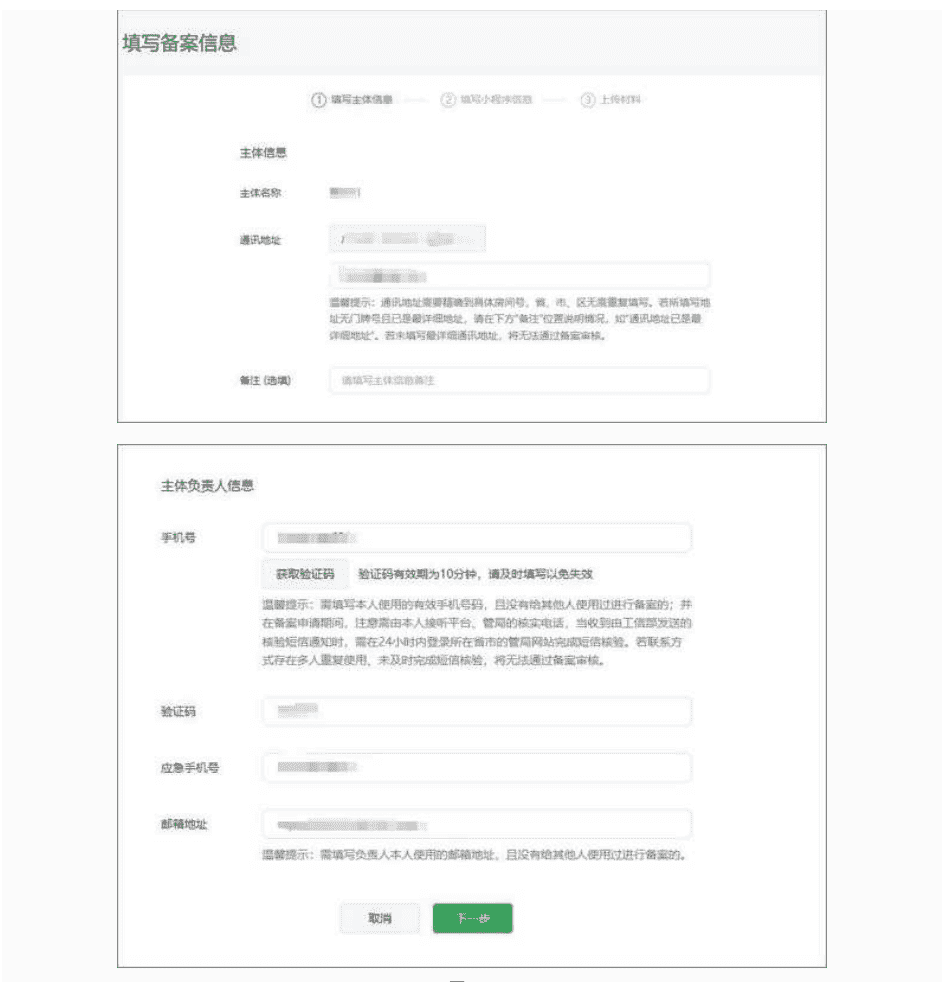 填写备案信息
① 填写主体信息 ② 填写小程序信息 ③ 上传材料
主体信息
主体名称
通讯地址
温馨提示：通讯地址需要精确到具体房间号，省、市、区无需重复填写。若所填写地
址无门牌号且已是最详细地址，请在下方“备注”位置说明情况，如“通讯地址已是最
详细地址”。若未填写最详细通讯地址，将无法通过备案审核。
备注 (选填)
请填写主体信息备注
主体负责人信息
手机号
获取验证码 验证码有效期为10分钟，请及时填写以免失效
温馨提示：需填写本人使用的有效手机号码，且没有给其他人使用过进行备案的；并
在备案申请期间，注意需由本人接听平台、管局的核实电话，当收到由工信部发送的
核验短信通知时，需在24小时内登录所在省市的管局网站完成短信核验。若联系方
式存在多人重复使用、未及时完成短信核验，将无法通过备案审核。
验证码
应急手机号
邮箱地址
温馨提示：需填写负责人本人使用的邮箱地址，且没有给其他人使用过进行备案的。
取消 下一步